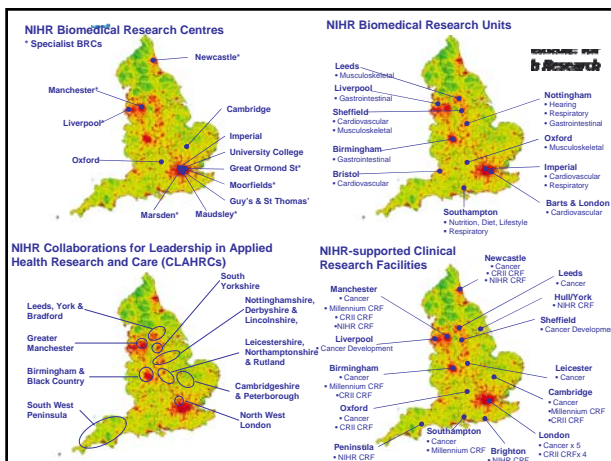 NIHR Biomedical Research Centres
* Specialist BRCs
Newcastle*
Manchester*
Liverpool*
Cambridge
Imperial
University College
Oxford
Great Ormond St*
Moorfields*
Guy's & St Thomas'
Marsden*
Maudsley*
NIHR Biomedical Research Units
Leeds
• Musculoskeletal
Liverpool
• Gastrointestinal
Sheffield
• Cardiovascular
• Musculoskeletal
Birmingham
• Gastrointestinal
Bristol
• Cardiovascular
Southampton
• Nutrition, Diet, Lifestyle
• Respiratory
Research
Nottingham
• Hearing
• Respiratory
• Gastrointestinal
Oxford
• Musculoskeletal
Imperial
• Cardiovascular
• Respiratory
Barts & London
• Cardiovascular
NIHR Collaborations for Leadership in Applied
Health Research and Care (CLAHRCs)
South
Yorkshire
Leeds, York &
Bradford
Nottinghamshire,
Derbyshire &
Lincolnshire,
Greater
Manchester
Leicestershire,
Northamptonshire
& Rutland
Birmingham &
Black Country
Cambridgeshire
& Peterborough
South West
Peninsula
North West
London
NIHR-supported Clinical
Research Facilities
Newcastle
• Cancer
• CRII CRF
• NIHR CRF
Leeds
• Cancer
Manchester
• Cancer
• Millennium CRF
• CRII CRF
•NIHR CRF
Hull/York
• NIHR CRF
Sheffield
• Cancer Developmen
Liverpool
• Cancer Development
Birmingham
• Cancer
• Millennium CRF
•CRII CRF
Leicester
• Cancer
Cambridge
• Cancer
•Millennium CRF
•CRII CRF
Oxford
• Cancer
• CRII CRF
Southampton
• Cancer
• Millennium CRF
London
• Cancer x 5
• CRII CRFx 4
Peninsula
• NIHR CRF
Brighton
• NIHR CRF